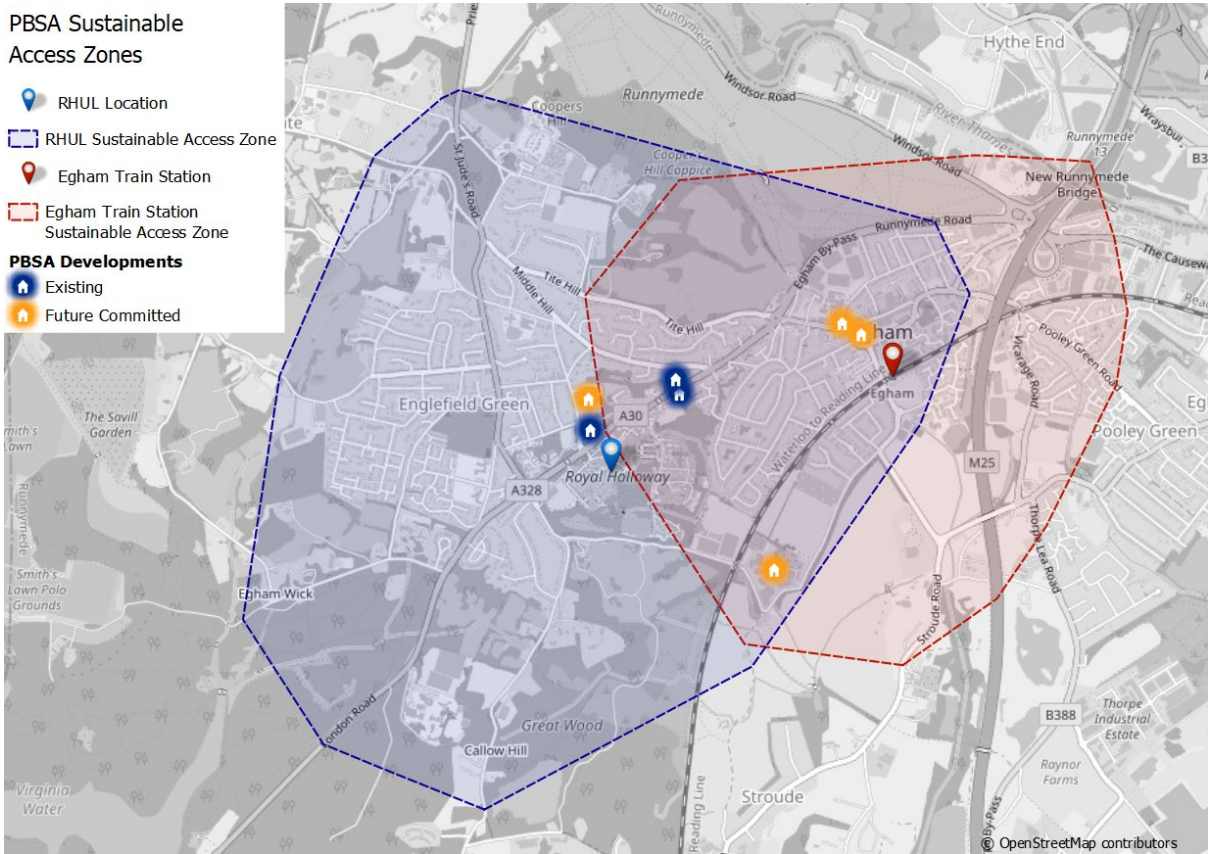 PBSA Sustainable
Access Zones
RHUL Location
RHUL Sustainable Access Zone
Egham Train Station
Egham Train Station
Sustainable Access Zone
PBSA Developments
Existing
Future Committed
Hythe End
Runnymede
Windsor Road
River Thames
Runnymede
Coopers
Hill
Windsor Road
Runnymede
13
New Runnymede
Bridge
St Jude's Road
Runnymede Road
The Causeway
Egham By-Pass
Tite Hill
Middle Hill
Tite Hill
Vicarage Road
Pooley Green Road
Egham
Waterloo to Reading Line
The Savill
Garden
Englefield Green
A30
Pooley Green
Royal Holloway
M25
A328
Runnymede
Thorpe Lea Road
Smith's
Lawn Polo
Grounds
Egham Wick
Stroude Road
London Road
Great Wood
B388
Thorpe
Industrial
Estate
Callow Hill
Raynor
Farms
Virginia
Water
Stroude
Reading Line
By-Pass
© OpenStreetMap contributors